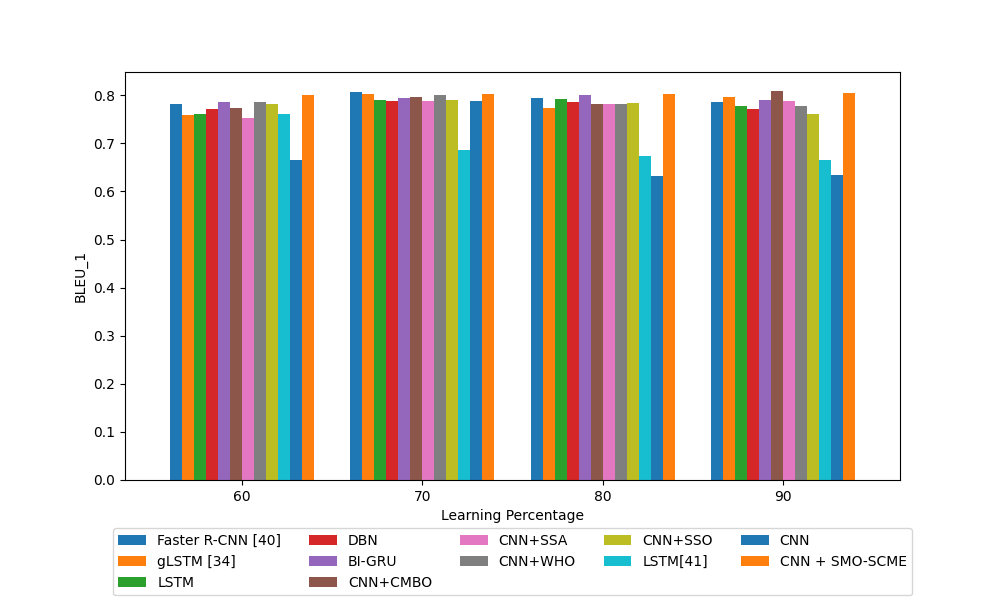 0.8
0.7
0.6
0.5
0.4
0.3
0.2
0.1
0.0
BLEU_1
60 70 80 90
Learning Percentage
Faster R-CNN [40] DBN CNN+SSA CNN+SSO CNN
gLSTM [34] BI-GRU CNN+WHO LSTM[41] CNN + SMO-SCME
LSTM CNN+CMBO